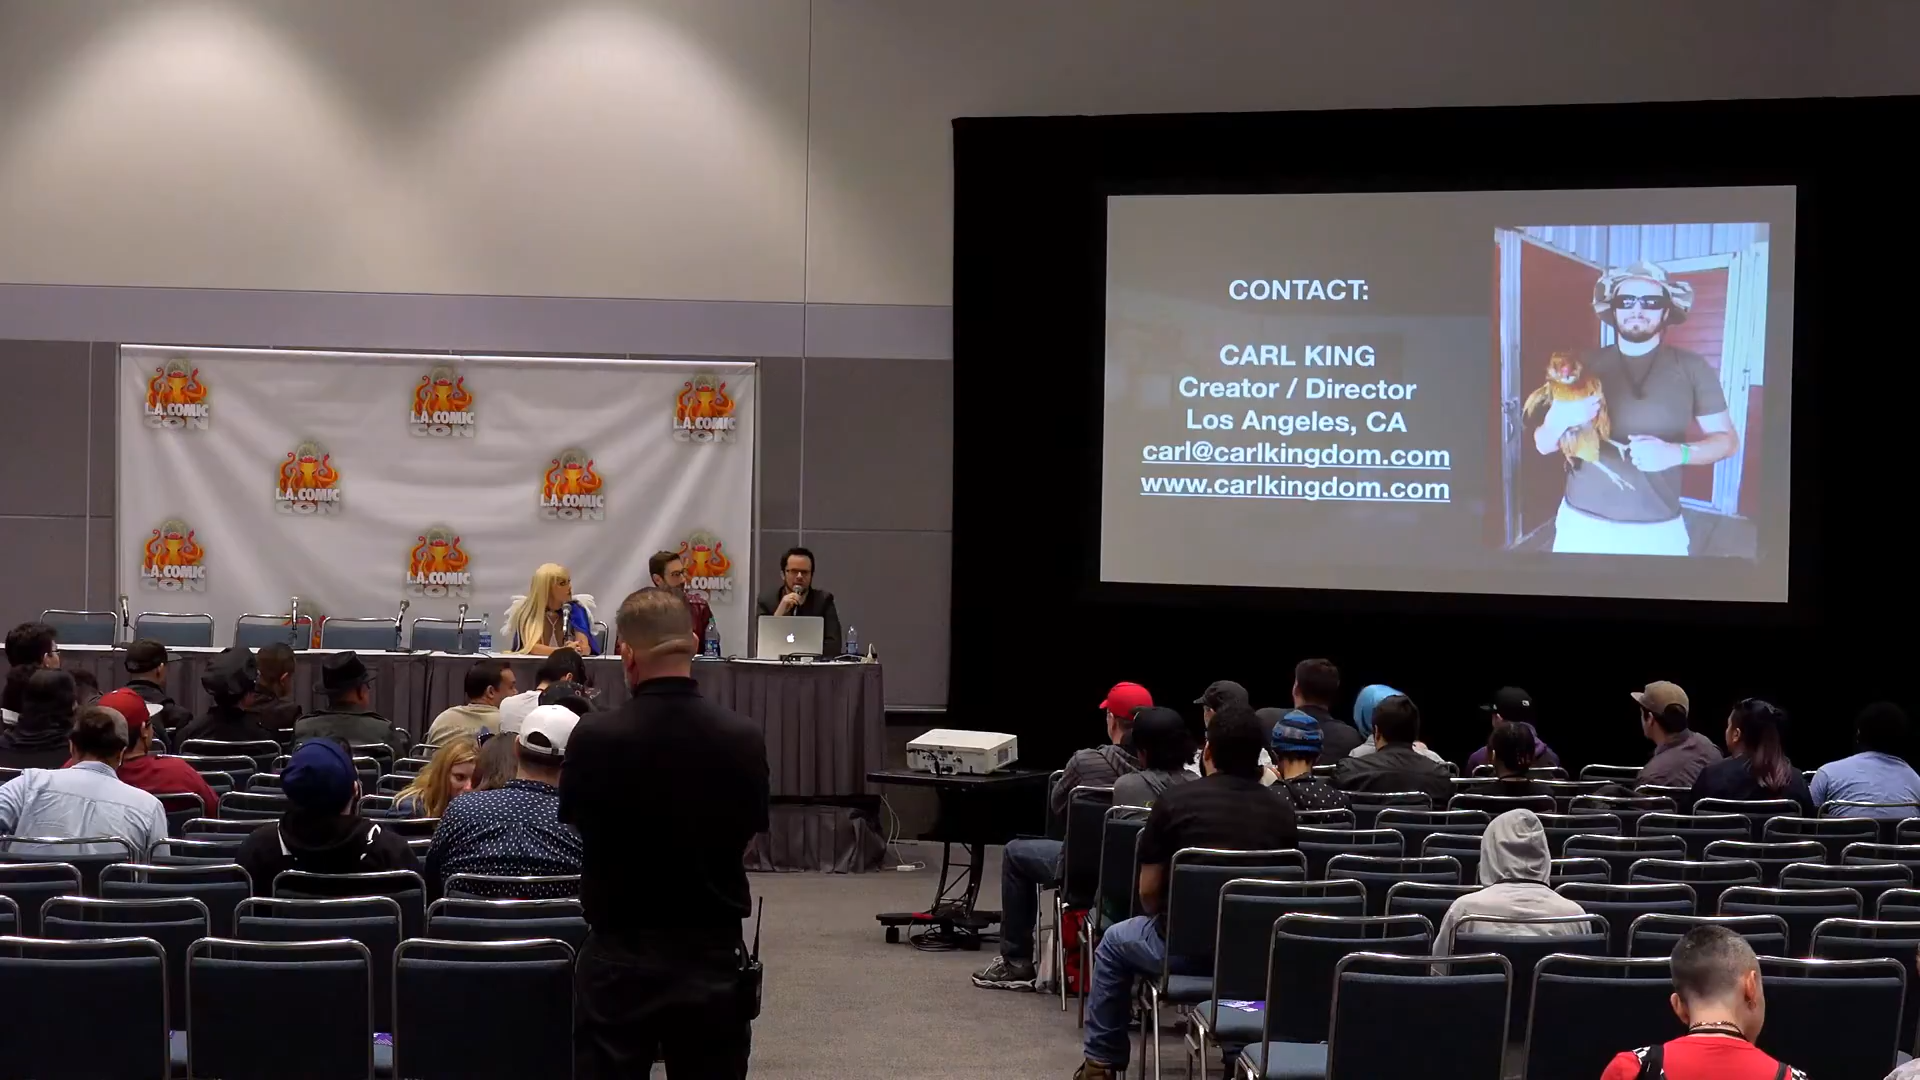 CONTACT:
CARL KING
Creator / Director
Los Angeles, CA
carl@carlkingdom.com
www.carlkingdom.com
L.A. COMIC
CON
L.A. COMIC
CON
L.A. COMIC
CON
L.A. COMIC
CON
L.A. COMIC
CON
L.A. COMIC
CON
L.A. COMIC
CON
L.A. COMIC